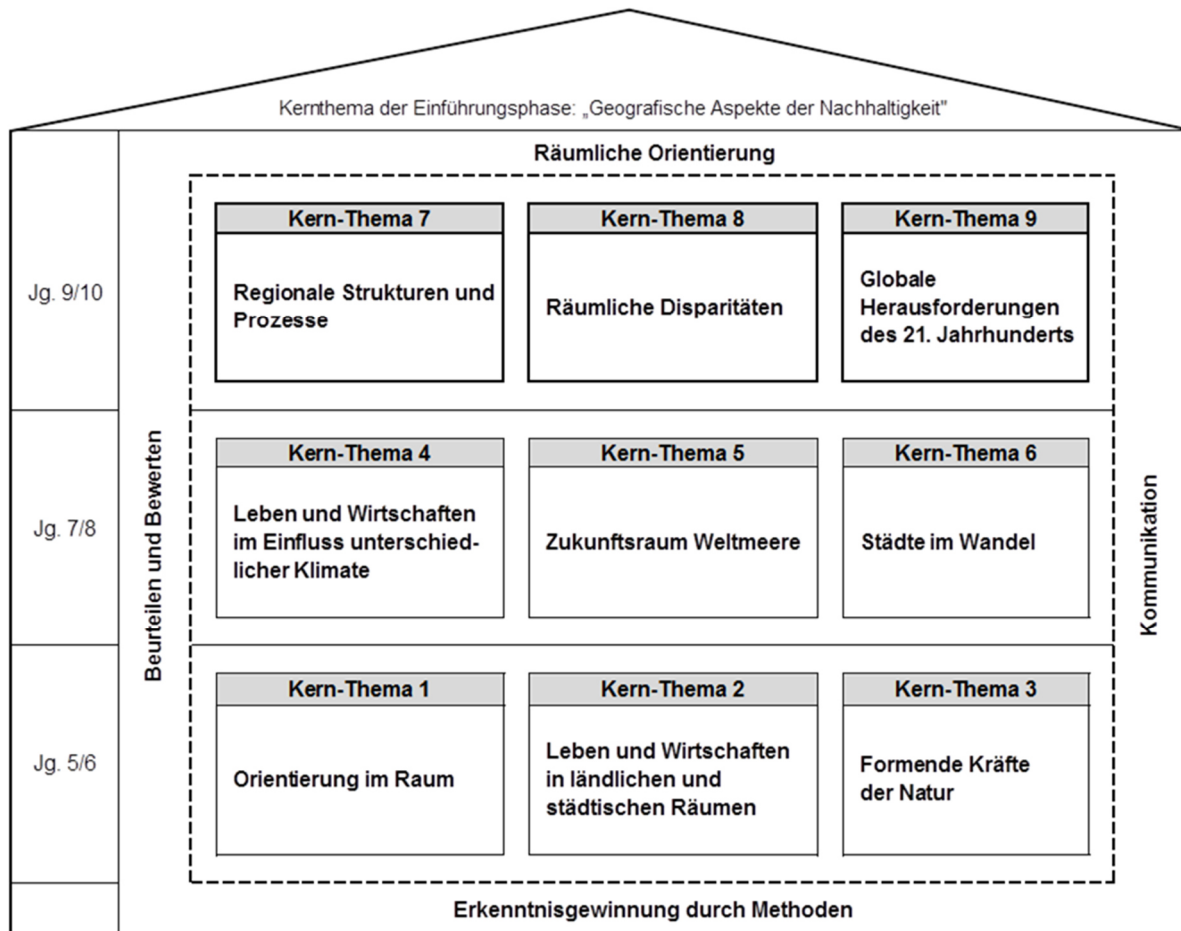 Kernthema der Einführungsphase: „Geografische Aspekte der Nachhaltigkeit"
Räumliche Orientierung
Jg. 9/10
Kern-Thema 7
Regionale Strukturen und
Prozesse
Kern-Thema 8
Räumliche Disparitäten
Kern-Thema 9
Globale
Herausforderungen
des 21. Jahrhunderts
Beurteilen und Bewerten
Kommunikation
Jg. 7/8
Kern-Thema 4
Leben und Wirtschaften
im Einfluss unterschied-
licher Klimate
Kern-Thema 5
Zukunftsraum Weltmeere
Kern-Thema 6
Städte im Wandel
Jg. 5/6
Kern-Thema 1
Orientierung im Raum
Kern-Thema 2
Leben und Wirtschaften
in ländlichen und
städtischen Räumen
Kern-Thema 3
Formende Kräfte
der Natur
Erkenntnisgewinnung durch Methoden